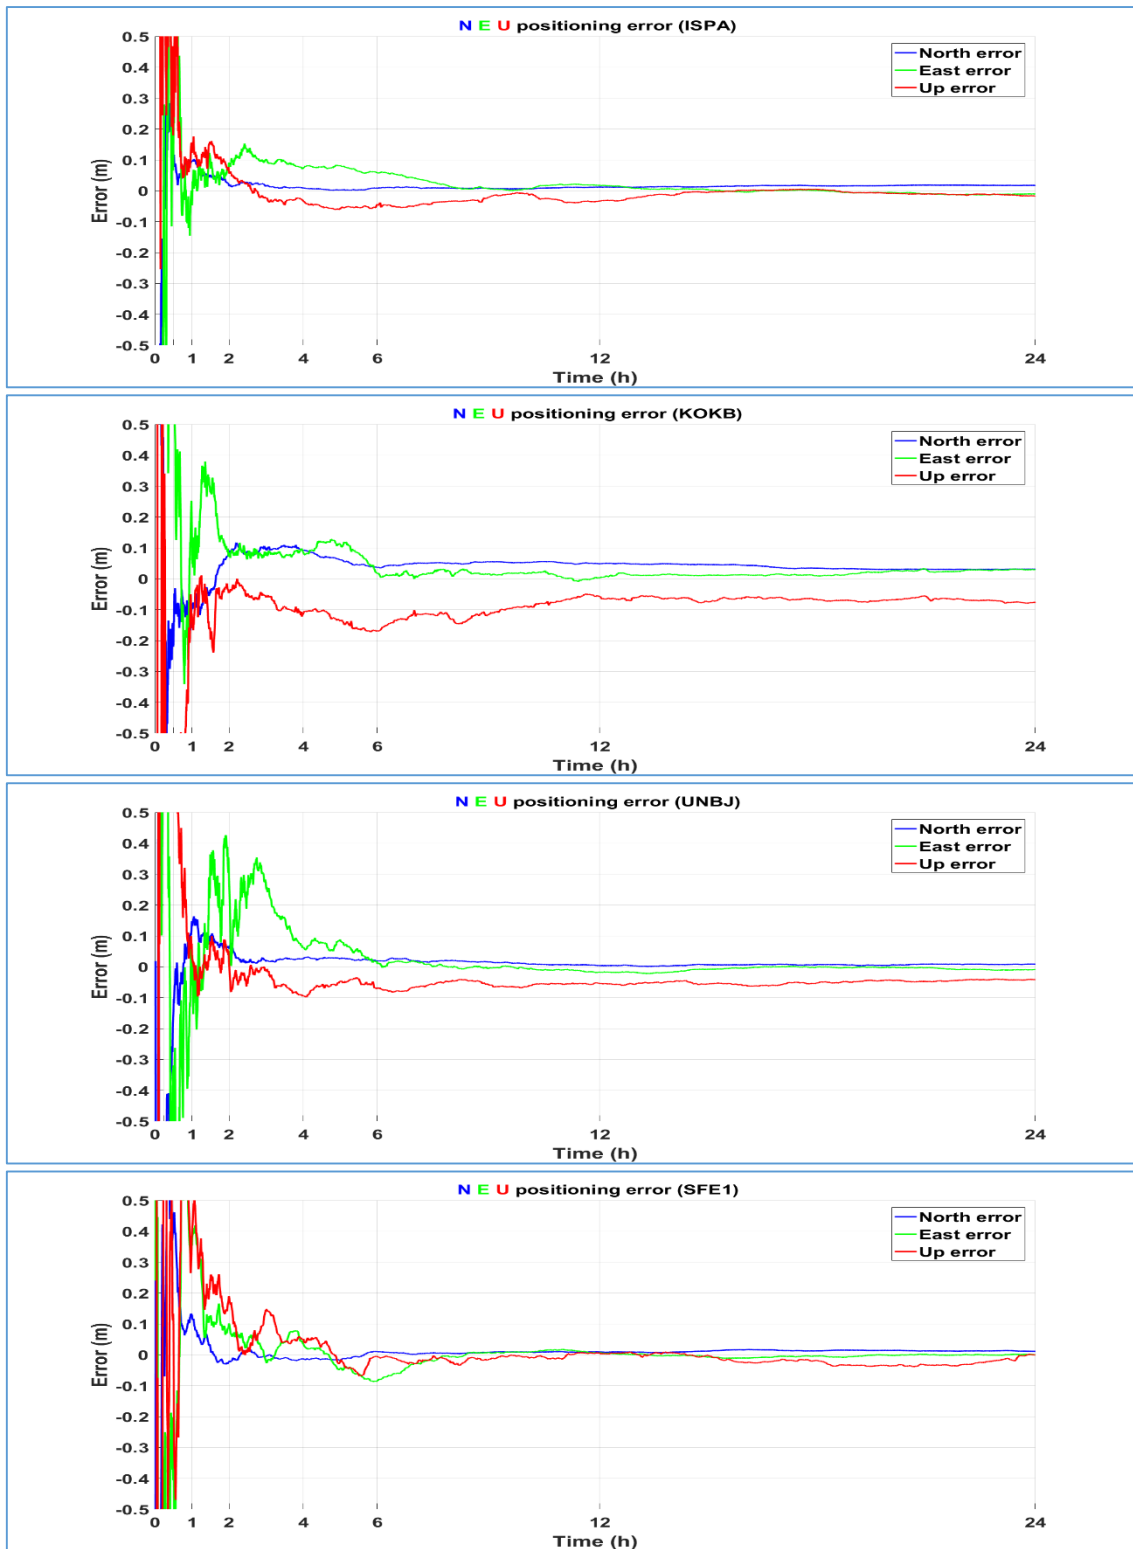 N E U positioning error (ISPA)
0.5
0.4
0.3
0.2
0.1
0
-0.1
-0.2
-0.3
-0.4
-0.5
Error (m)
North error
East error
Up error
0 1 2 4 6 12 24
Time (h)
N E U positioning error (KOKB)
0.5
0.4
0.3
0.2
0.1
0
-0.1
-0.2
-0.3
-0.4
-0.5
Error (m)
North error
East error
Up error
0 1 2 4 6 12 24
Time (h)
N E U positioning error (UNBJ)
0.5
0.4
0.3
0.2
0.1
0
-0.1
-0.2
-0.3
-0.4
-0.5
Error (m)
North error
East error
Up error
0 1 2 4 6 12 24
Time (h)
N E U positioning error (SFE1)
0.5
0.4
0.3
0.2
0.1
0
-0.1
-0.2
-0.3
-0.4
-0.5
Error (m)
North error
East error
Up error
0 1 2 4 6 12 24
Time (h)